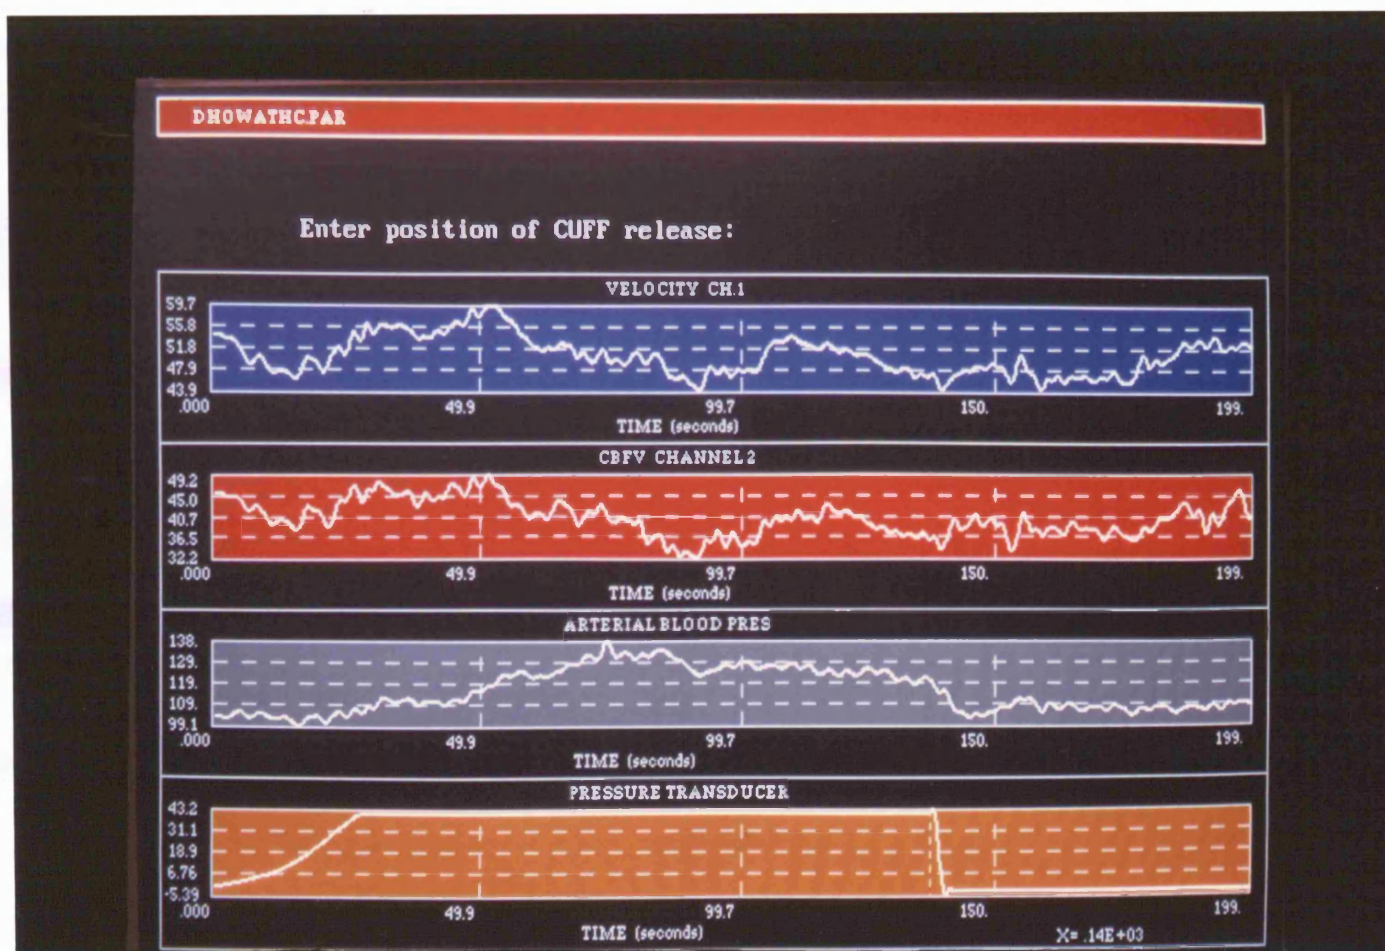 DHOWATHC.PAR
Enter position of CUFF release:
VELOCITY CH.1
59.7
55.8
51.8
47.9
43.9
.000 49.9 99.7 150. 199.
TIME (seconds)
CBFV CHANNEL 2
49.2
45.0
40.7
36.5
32.2
.000 49.9 99.7 150. 199.
TIME (seconds)
ARTERIAL BLOOD PRES
138.
129.
119.
109.
99.1
.000 49.9 99.7 150. 199.
TIME (seconds)
PRESSURE TRANSDUCER
43.2
31.1
18.9
6.76
-5.39
.000 49.9 99.7 150. 199.
TIME (seconds)
X= .14E+03